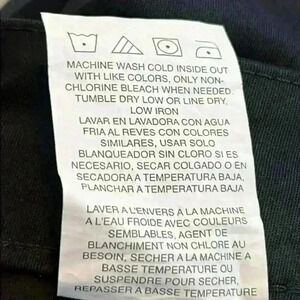 MACHINE WASH COLD INSIDE OUT
WITH LIKE COLORS, ONLY NON-
CHLORINE BLEACH WHEN NEEDED.
TUMBLE DRY LOW OR LINE DRY,
LOW IRON
LAVAR EN LAVADORA CON AGUA
FRIA AL REVES CON COLORES
SIMILARES, USAR SOLO
BLANQUEADOR SIN CLORO SI ES
NECESARIO, SECAR COLGADO O EN
SECADORA A TEMPERATURA BAJA,
PLANCHAR A TEMPERATURA BAJA
LAVER A L'ENVERS À LA MACHINE
A L'EAU FROIDE AVEC COULEURS
SEMBLABLES, AGENT DE
BLANCHIMENT NON CHLORE AU
BESOIN, SECHER A LA MACHINE A
BASSE TEMPERATURE OU
SUSPENDRE POUR SECHER,
REPASSER A BASSE TEMPERATURE